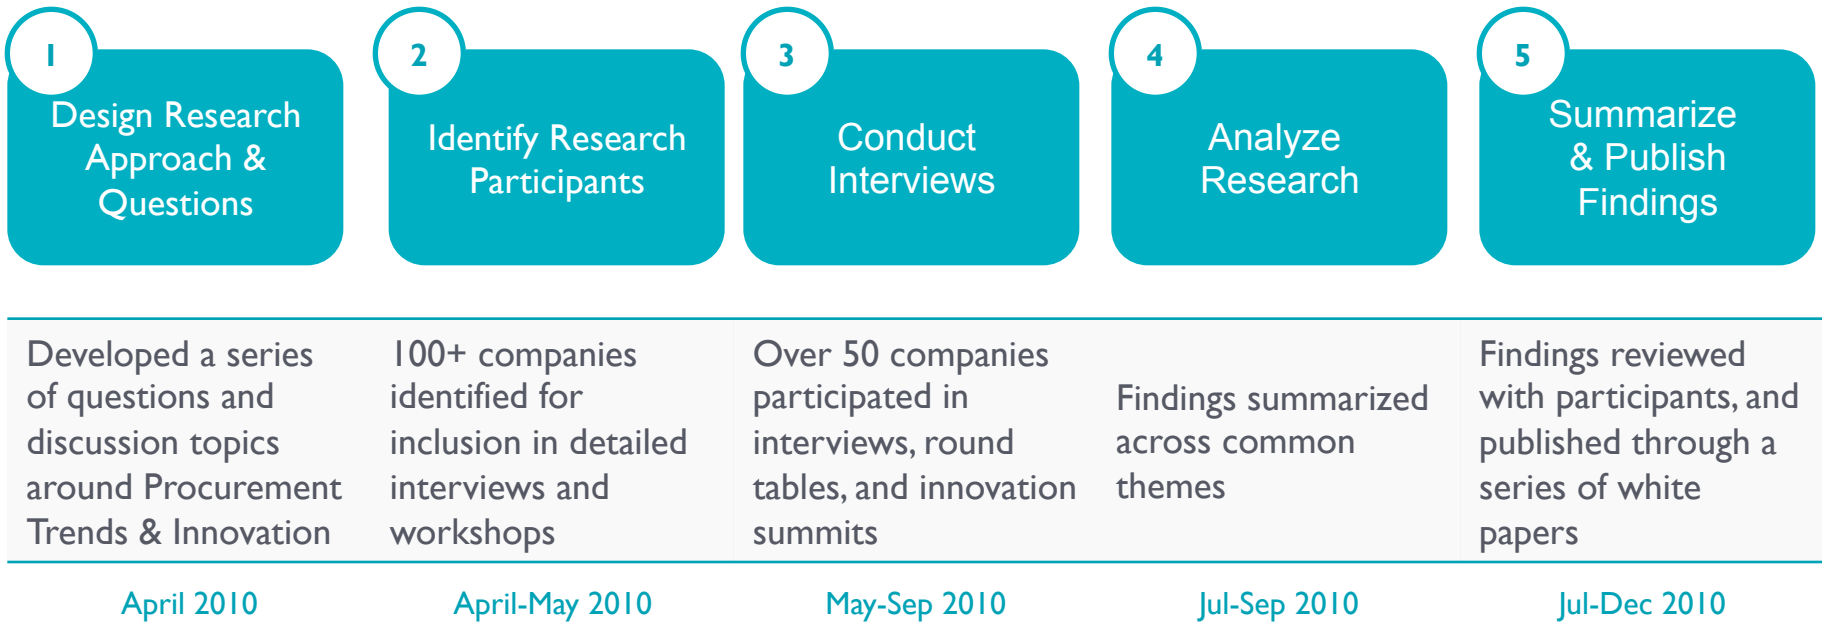 1
Design Research
Approach &
Questions
2
Identify Research
Participants
3
Conduct
Interviews
4
Analyze
Research
5
Summarize
& Publish
Findings
Developed a series
of questions and
discussion topics
around Procurement
Trends & Innovation
100+ companies
identified for
inclusion in detailed
interviews and
workshops
Over 50 companies
participated in
interviews, round
tables, and innovation
summits
Findings summarized
across common
themes
Findings reviewed
with participants, and
published through a
series of white
papers
April 2010
April-May 2010
May-Sep 2010
Jul-Sep 2010
Jul-Dec 2010